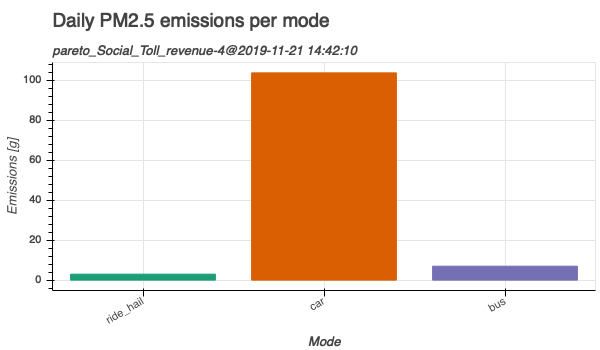 Daily PM2.5 emissions per mode
pareto_Social_Toll_revenue-4@2019-11-21 14:42:10
Emissions [g]
100
80
60
40
20
0
ride_hail
car
bus
Mode